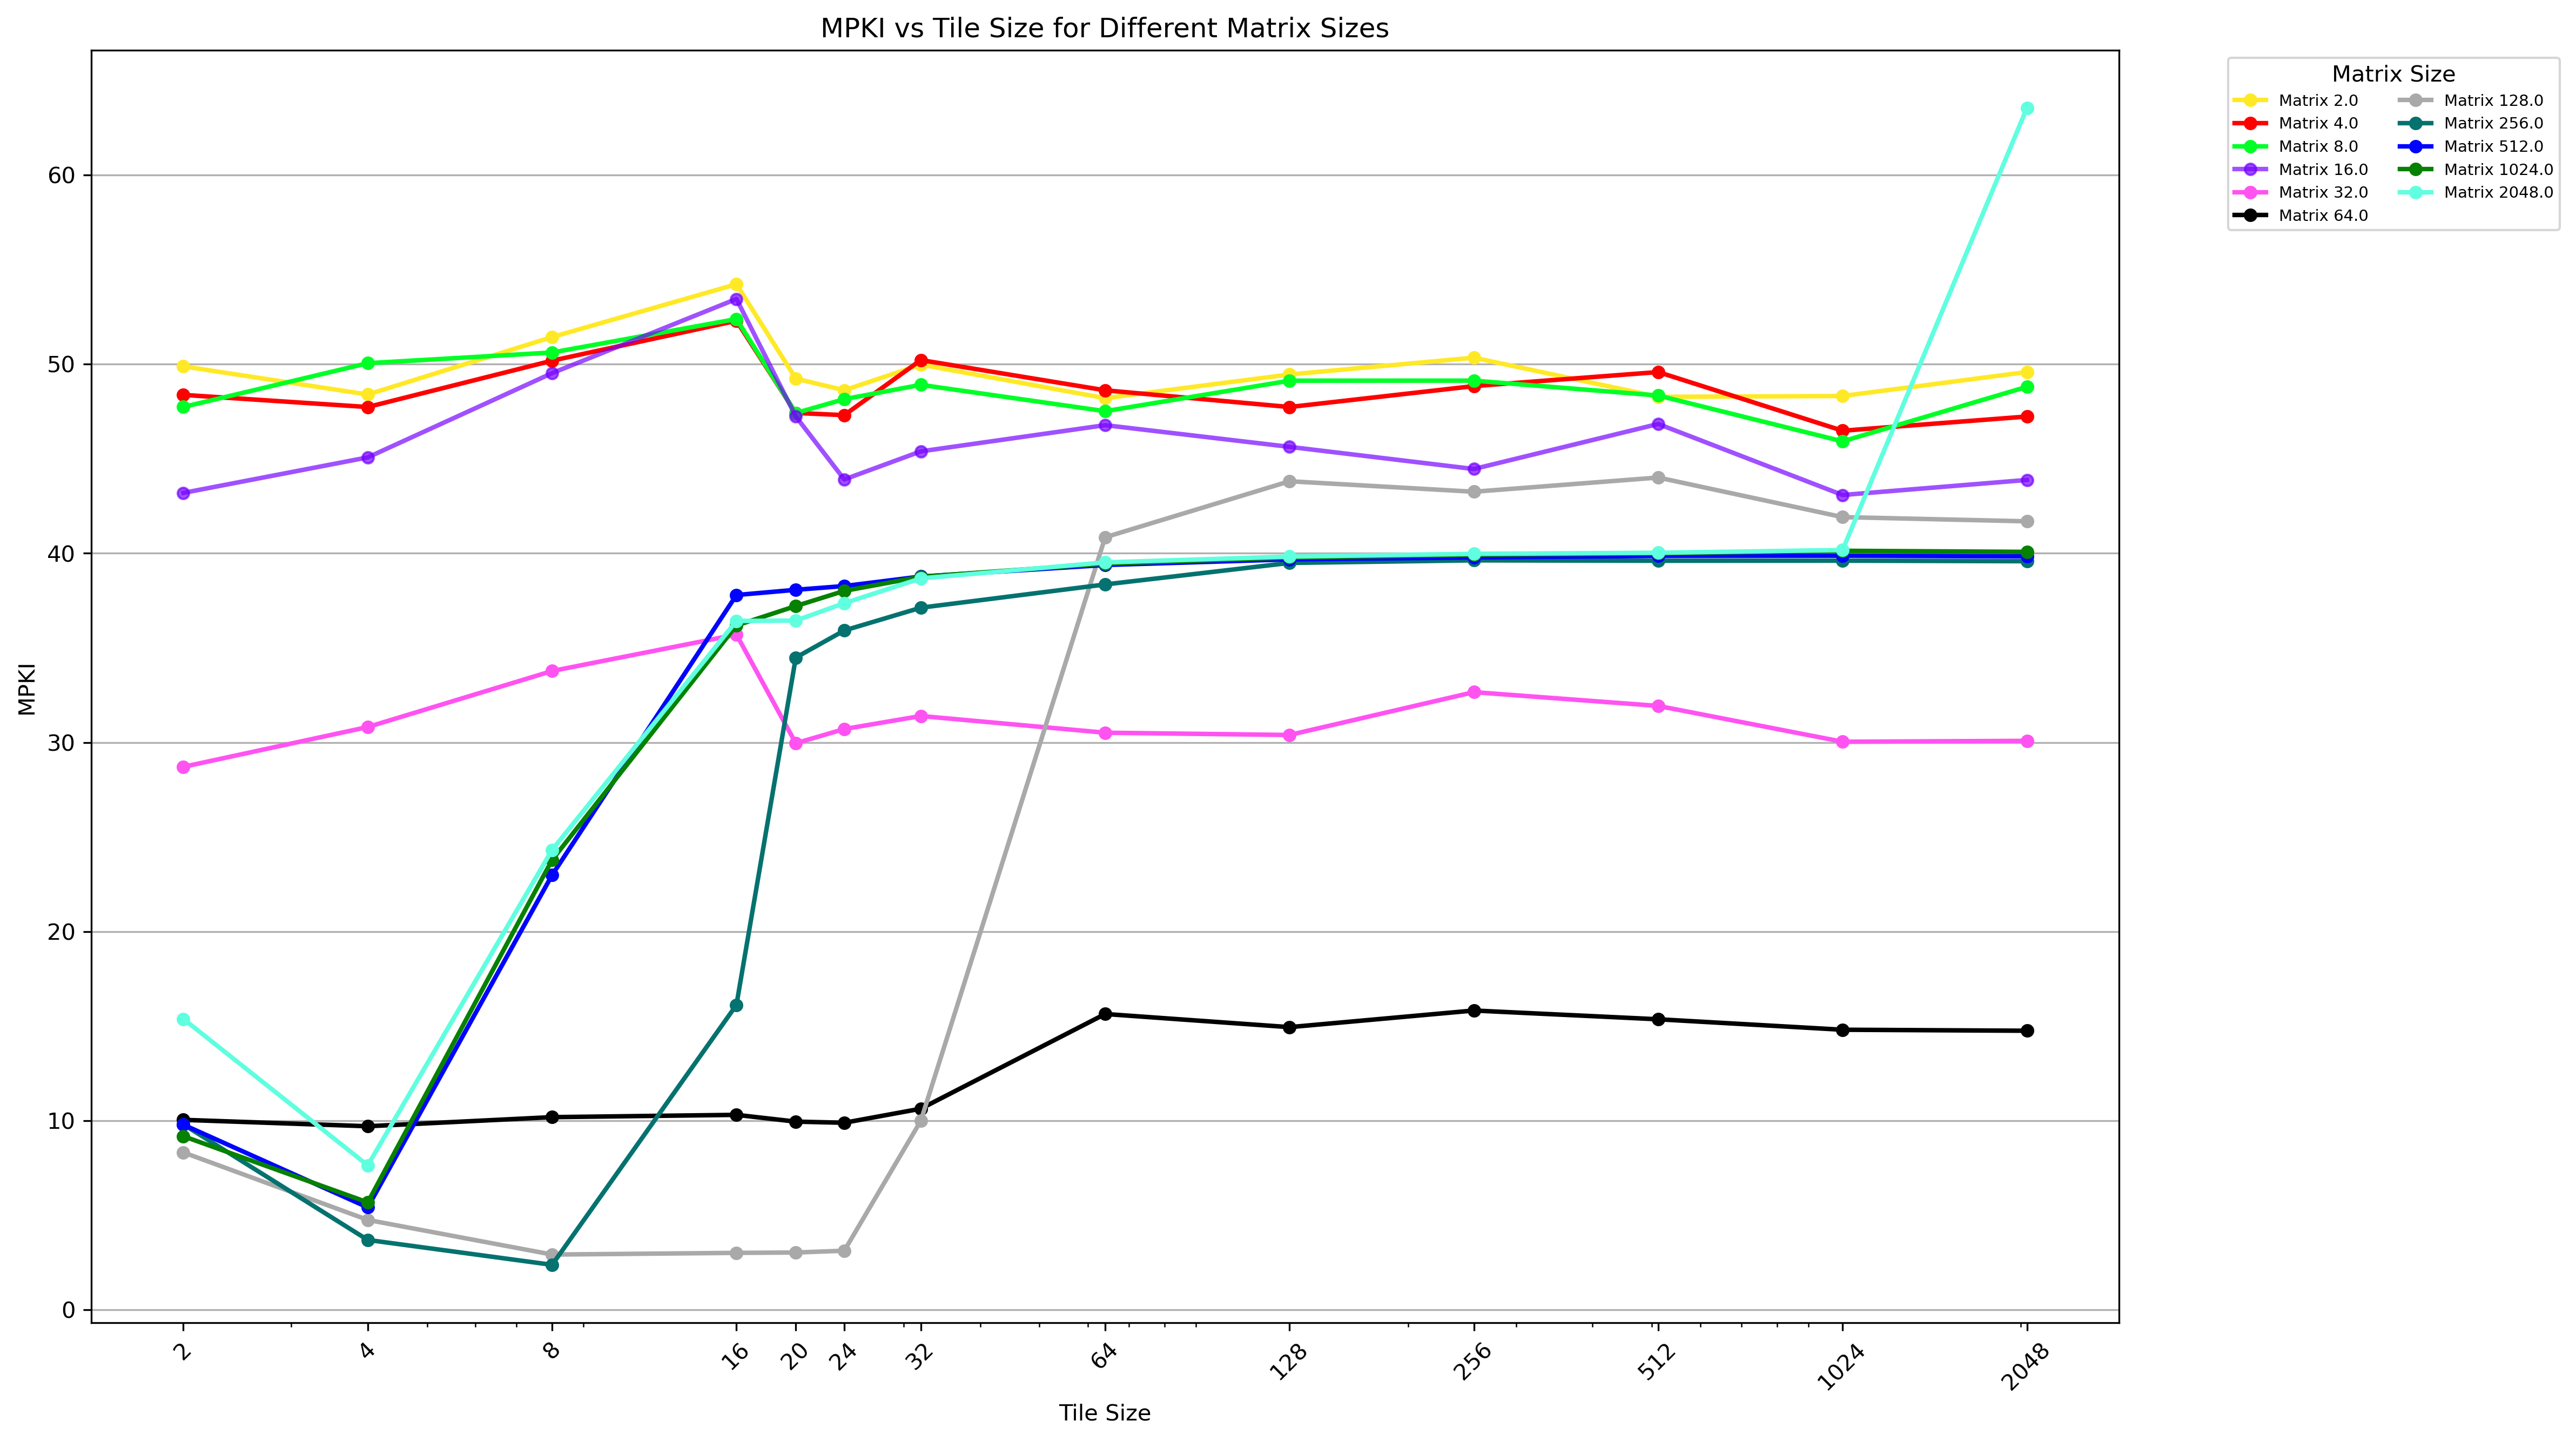 MPKI vs Tile Size for Different Matrix Sizes
Matrix Size
Matrix 2.0
Matrix 4.0
Matrix 8.0
Matrix 16.0
Matrix 32.0
Matrix 64.0
Matrix 128.0
Matrix 256.0
Matrix 512.0
Matrix 1024.0
Matrix 2048.0
MPKI
60
50
40
30
20
10
0
2 4 8 16 20 24 32 64 128 256 512 1024 2048
Tile Size